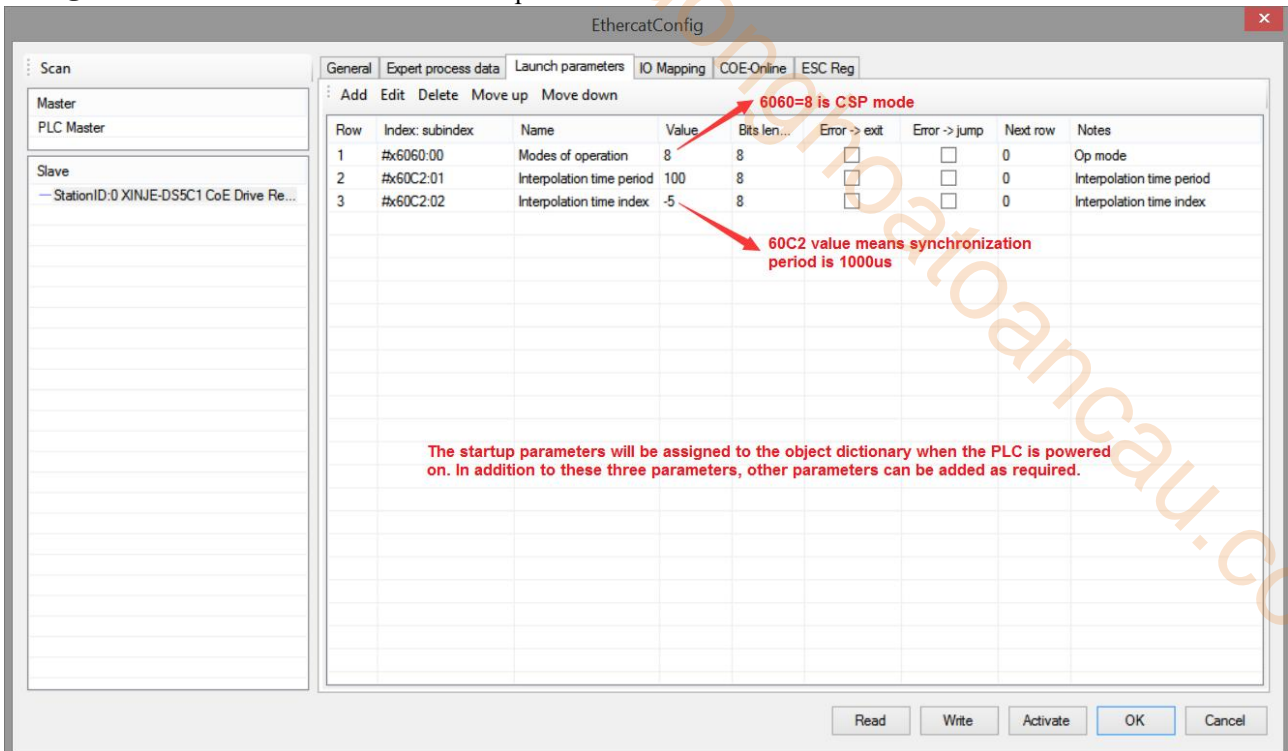 EthercatConfig
Scan
Master
PLC Master
Slave
StationID:0 XINJE-DS5C1 CoE Drive Re...
General Expert process data Launch parameters IO Mapping COE-Online ESC Reg
Add Edit Delete Move up Move down
6060=8 is CSP mode
Row Index: subindex Name Value Bits len... Error -> exit Error -> jump Next row Notes
1 #x6060:00 Modes of operation 8 8 0 Op mode
2 #x60C2:01 Interpolation time period 100 8 0 Interpolation time period
3 #x60C2:02 Interpolation time index -5 8 0 Interpolation time index
60C2 value means synchronization
period is 1000us
The startup parameters will be assigned to the object dictionary when the PLC is powered
on. In addition to these three parameters, other parameters can be added as required.
Read Write Activate OK Cancel